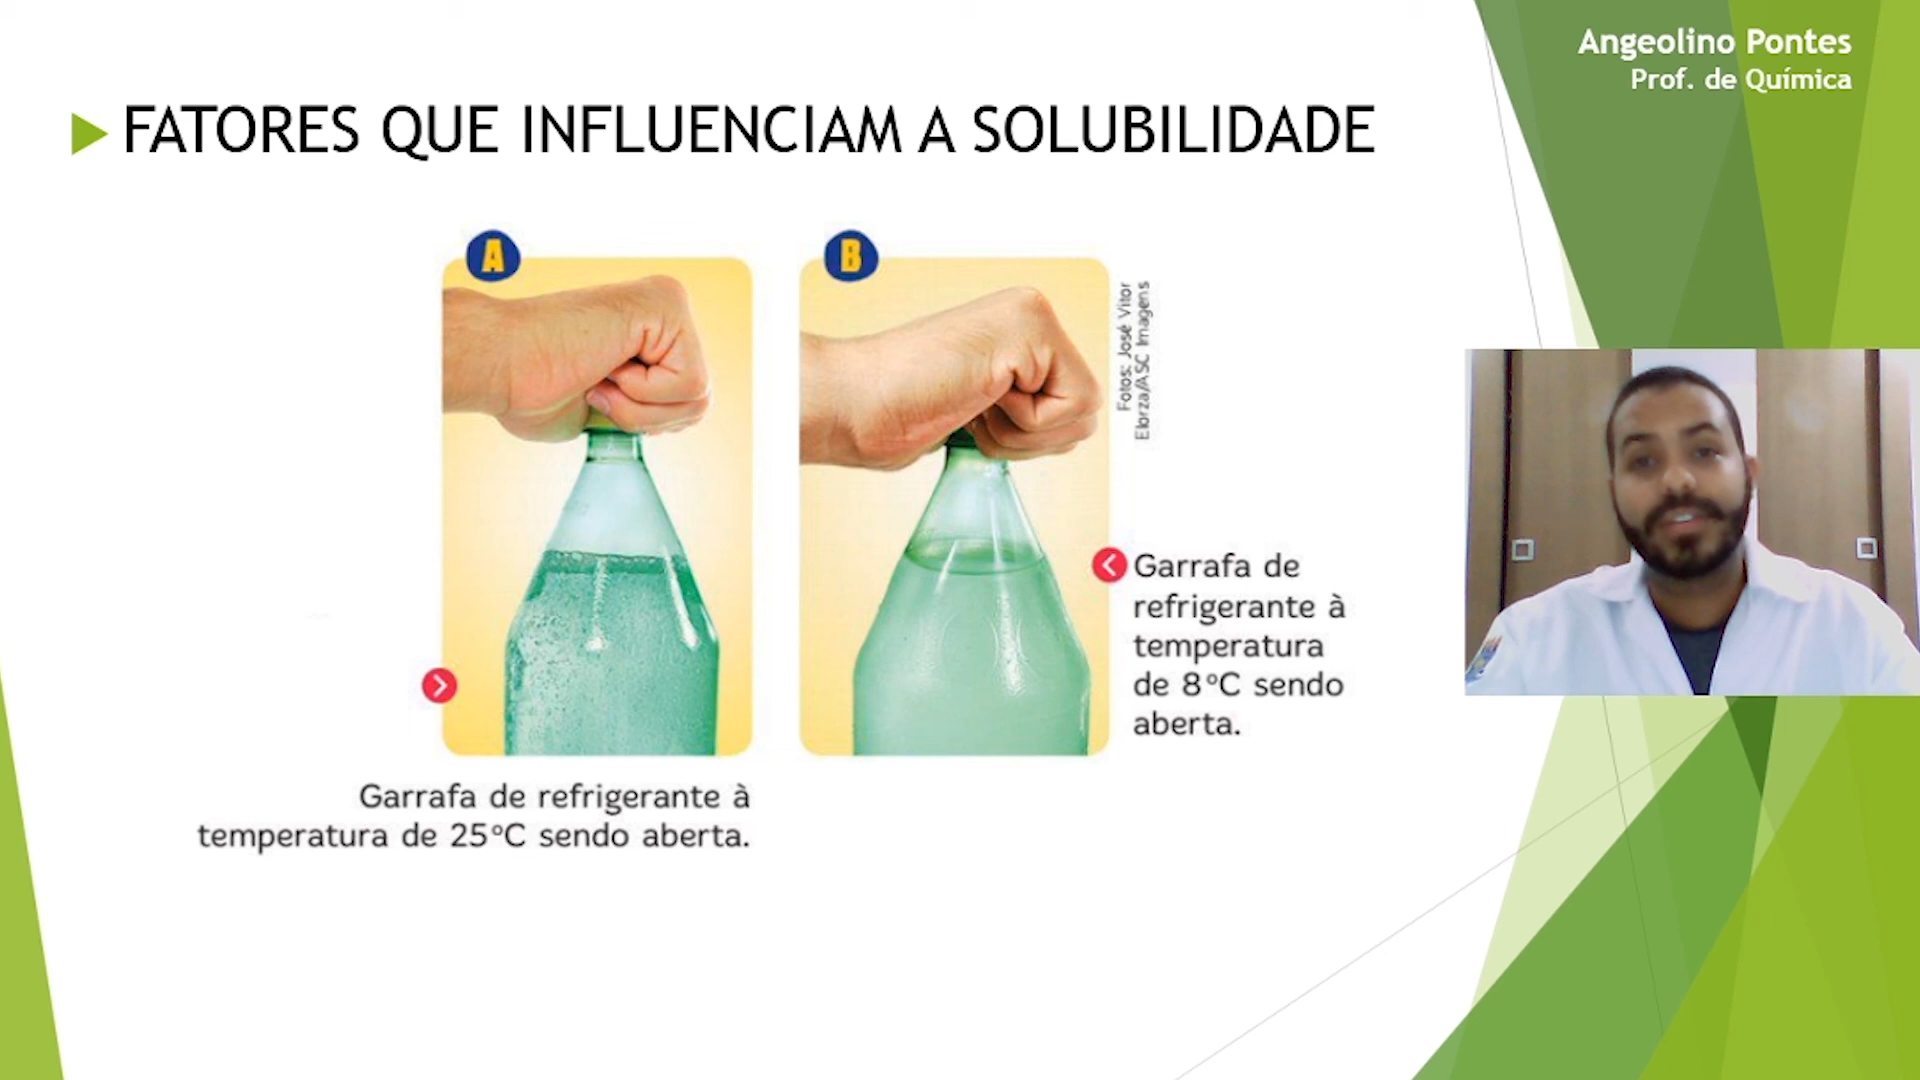 Angeolino Pontes
Prof. de Química
FATORES QUE INFLUENCIAM A SOLUBILIDADE
A
B
Fotos: José Vitor
Elorza/ASC Imagens
Garrafa de
refrigerante à
temperatura
de 8°C sendo
aberta.
Garrafa de refrigerante à
temperatura de 25°C sendo aberta.